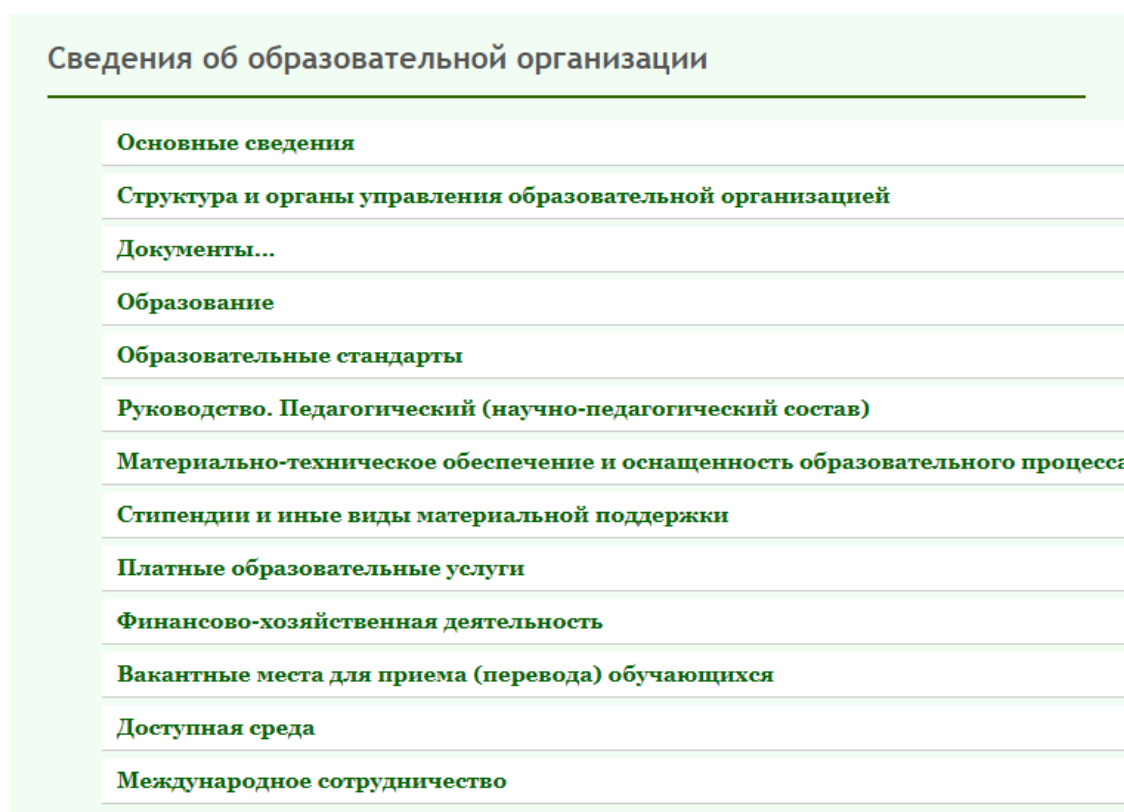 Сведения об образовательной организации
Основные сведения
Структура и органы управления образовательной организацией
Документы...
Образование
Образовательные стандарты
Руководство. Педагогический (научно-педагогический состав)
Материально-техническое обеспечение и оснащенность образовательного процесса
Стипендии и иные виды материальной поддержки
Платные образовательные услуги
Финансово-хозяйственная деятельность
Вакантные места для приема (перевода) обучающихся
Доступная среда
Международное сотрудничество